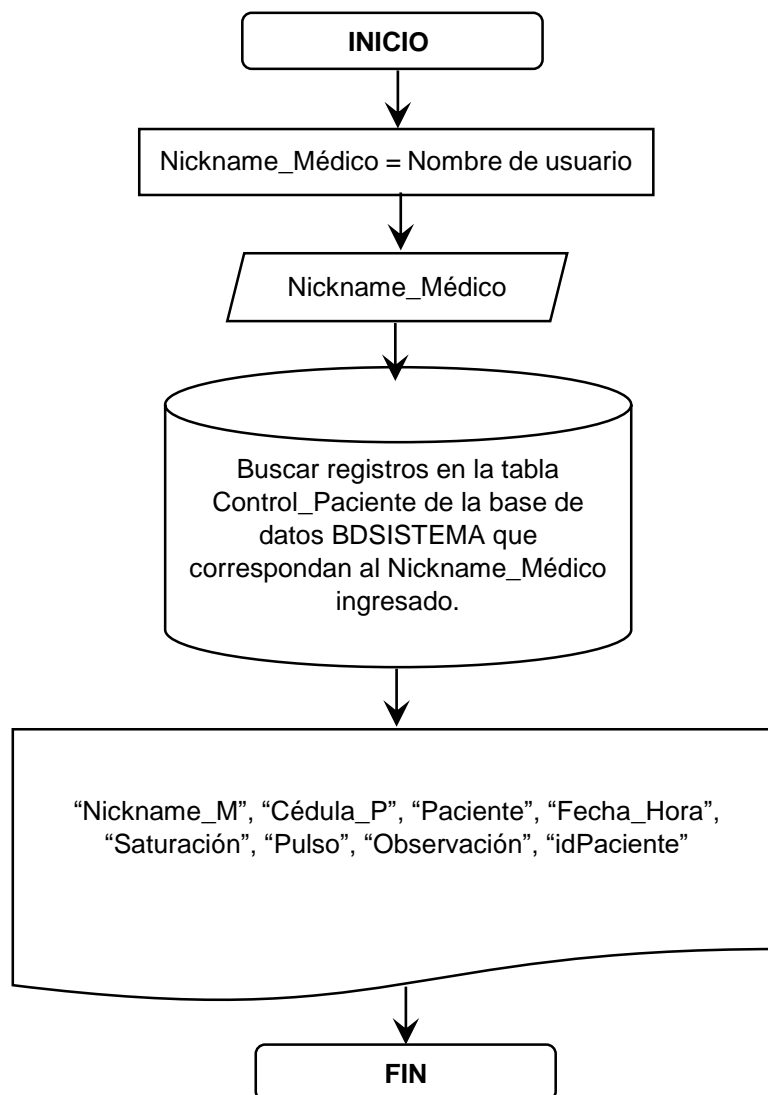 INICIO
Nickname_Médico = Nombre de usuario
Nickname_Médico
Buscar registros en la tabla
Control_Paciente de la base de
datos BDSISTEMA que
correspondan al Nickname_Médico
ingresado.
“Nickname_M”, “Cédula_P”, “Paciente”, “Fecha_Hora”,
“Saturación”, “Pulso”, “Observación”, “idPaciente”
FIN